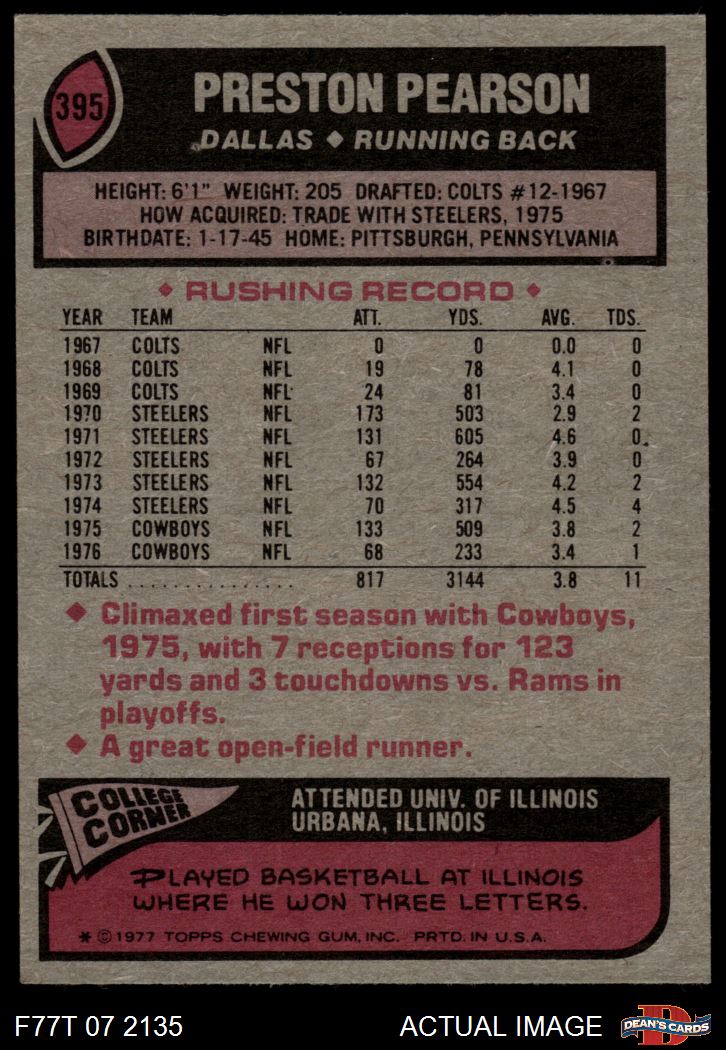 395
PRESTON PEARSON
DALLAS ◆ RUNNING BACK
HEIGHT: 6'1" WEIGHT: 205 DRAFTED: COLTS #12-1967
HOW ACQUIRED: TRADE WITH STEELERS, 1975
BIRTHDATE: 1-17-45 HOME: PITTSBURGH, PENNSYLVANIA
◆ RUSHING RECORD ◆
YEAR TEAM ATT. YDS. AVG. TDS.
1967 COLTS NFL 0 0 0.0 0
1968 COLTS NFL 19 78 4.1 0
1969 COLTS NFL 24 81 3.4 0
1970 STEELERS NFL 173 503 2.9 2
1971 STEELERS NFL 131 605 4.6 0
1972 STEELERS NFL 67 264 3.9 0
1973 STEELERS NFL 132 554 4.2 2
1974 STEELERS NFL 70 317 4.5 4
1975 COWBOYS NFL 133 509 3.8 2
1976 COWBOYS NFL 68 233 3.4 1
TOTALS ............... 817 3144 3.8 11
◆ Climaxed first season with Cowboys,
1975, with 7 receptions for 123
yards and 3 touchdowns vs. Rams in
playoffs.
◆ A great open-field runner.
COLLEGE
CORNER
ATTENDED UNIV. OF ILLINOIS
URBANA, ILLINOIS
PLAYED BASKETBALL AT ILLINOIS
WHERE HE WON THREE LETTERS.
* © 1977 TOPPS CHEWING GUM, INC. PRTD. IN U.S.A.
F77T 07 2135
ACTUAL IMAGE
D
DEAN'S CARDS